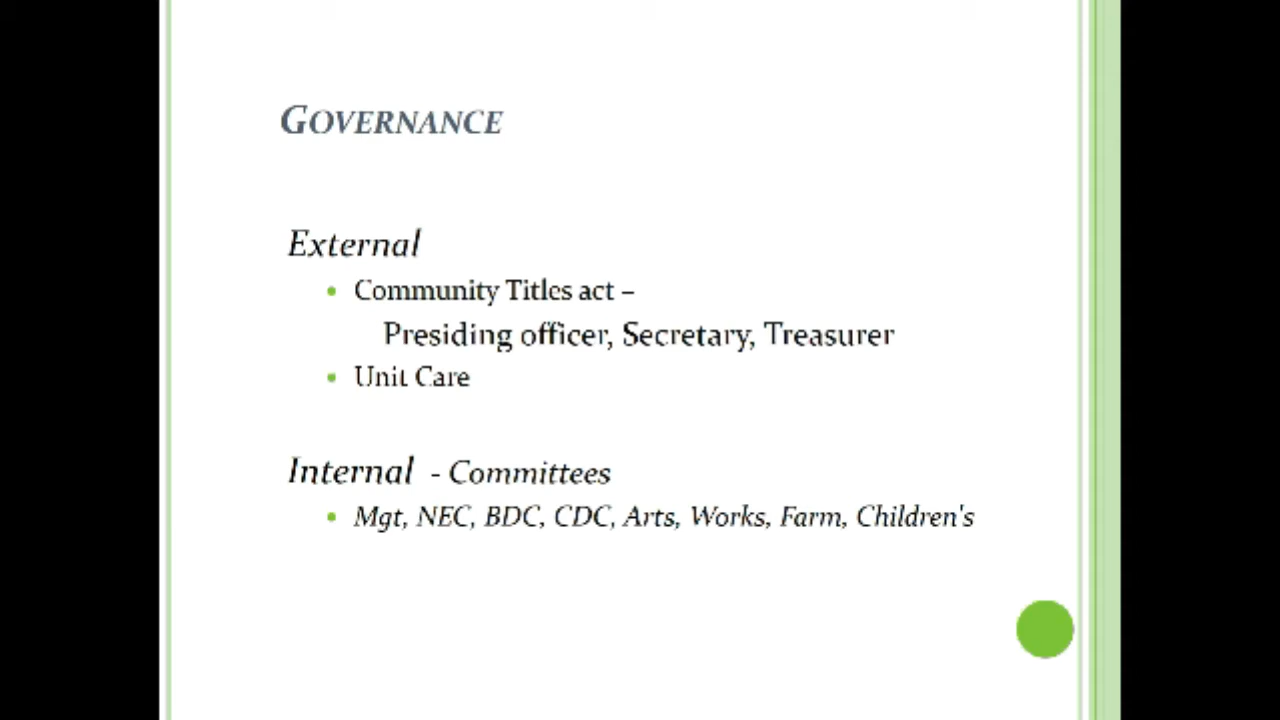 GOVERNANCE
External
• Community Titles act –
Presiding officer, Secretary, Treasurer
• Unit Care
Internal - Committees
• Mgt, NEC, BDC, CDC, Arts, Works, Farm, Children's